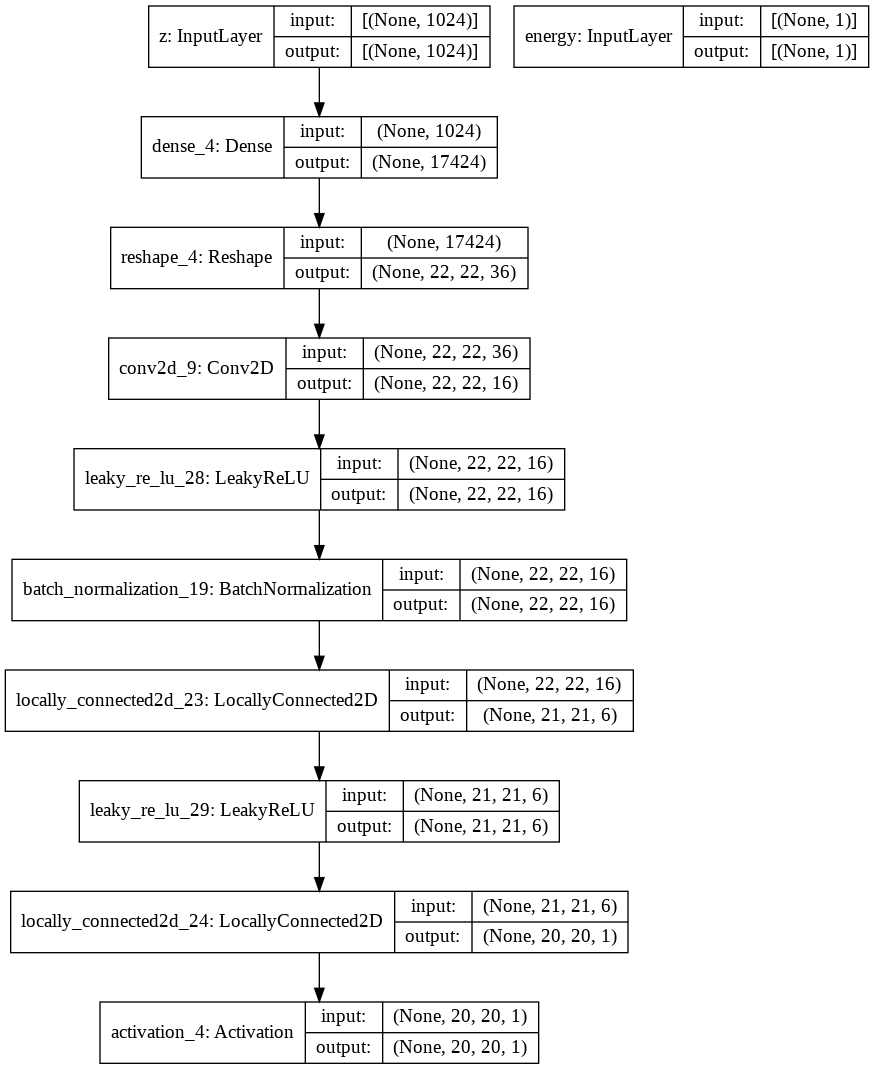 z: InputLayer
input: [(None, 1024)]
output: [(None, 1024)]
energy: InputLayer
input: [(None, 1)]
output: [(None, 1)]
dense_4: Dense
input: (None, 1024)
output: (None, 17424)
reshape_4: Reshape
input: (None, 17424)
output: (None, 22, 22, 36)
conv2d_9: Conv2D
input: (None, 22, 22, 36)
output: (None, 22, 22, 16)
leaky_re_lu_28: LeakyReLU
input: (None, 22, 22, 16)
output: (None, 22, 22, 16)
batch_normalization_19: BatchNormalization
input: (None, 22, 22, 16)
output: (None, 22, 22, 16)
locally_connected2d_23: LocallyConnected2D
input: (None, 22, 22, 16)
output: (None, 21, 21, 6)
leaky_re_lu_29: LeakyReLU
input: (None, 21, 21, 6)
output: (None, 21, 21, 6)
locally_connected2d_24: LocallyConnected2D
input: (None, 21, 21, 6)
output: (None, 20, 20, 1)
activation_4: Activation
input: (None, 20, 20, 1)
output: (None, 20, 20, 1)